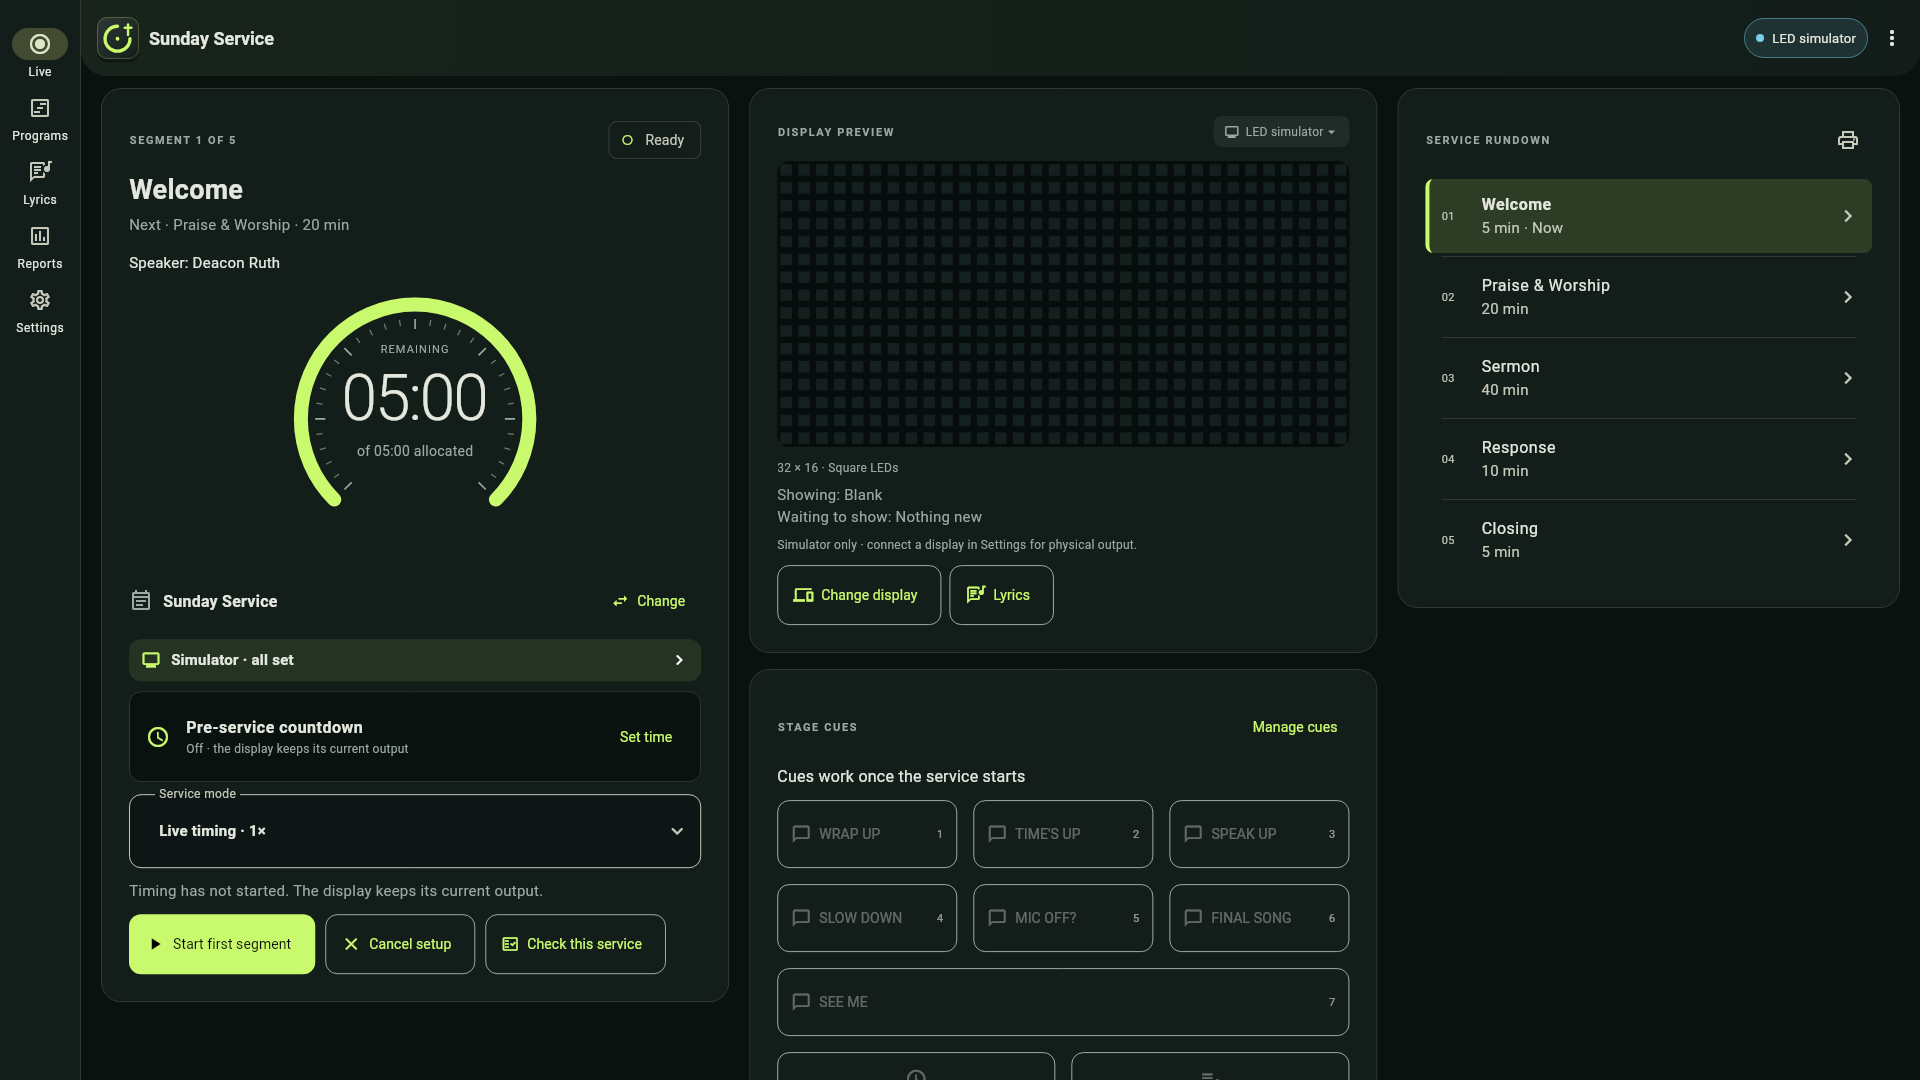 Live
Programs
Lyrics
Reports
Settings
Sunday Service
LED simulator
SEGMENT 1 OF 5
Ready
Welcome
Next · Praise & Worship · 20 min
Speaker: Deacon Ruth
REMAINING
05:00
of 05:00 allocated
Sunday Service
Change
Simulator · all set
Pre-service countdown
Off · the display keeps its current output
Set time
Service mode
Live timing · 1×
Timing has not started. The display keeps its current output.
Start first segment
Cancel setup
Check this service
DISPLAY PREVIEW
LED simulator
32 × 16 · Square LEDs
Showing: Blank
Waiting to show: Nothing new
Simulator only · connect a display in Settings for physical output.
Change display
Lyrics
STAGE CUES
Manage cues
Cues work once the service starts
WRAP UP 1
TIME'S UP 2
SPEAK UP 3
SLOW DOWN 4
MIC OFF? 5
FINAL SONG 6
SEE ME 7
SERVICE RUNDOWN
01
Welcome
5 min · Now
02
Praise & Worship
20 min
03
Sermon
40 min
04
Response
10 min
05
Closing
5 min